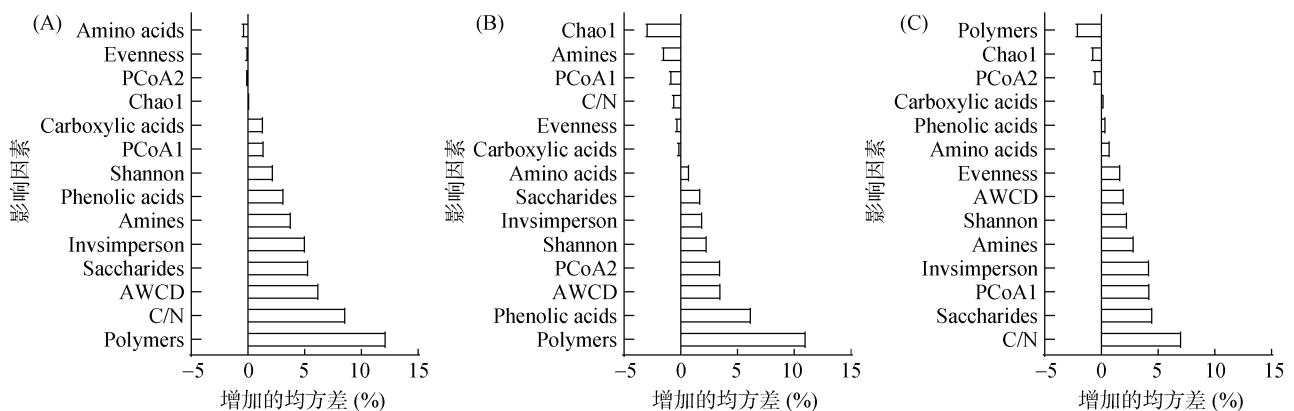 (A)
Amino acids
Evenness
PCoA2
Chao1
Carboxylic acids
PCoA1
Shannon
Phenolic acids
Amines
Invsimperson
Saccharides
AWCD
C/N
Polymers
影响因素
–5 0 5 10 15
增加的均方差 (%)
(B)
Chao1
Amines
PCoA1
C/N
Evenness
Carboxylic acids
Amino acids
Saccharides
Invsimperson
Shannon
PCoA2
AWCD
Phenolic acids
Polymers
影响因素
–5 0 5 10 15
增加的均方差 (%)
(C)
Polymers
Chao1
PCoA2
Carboxylic acids
Phenolic acids
Amino acids
Evenness
AWCD
Shannon
Amines
Invsimperson
PCoA1
Saccharides
C/N
影响因素
–5 0 5 10 15
增加的均方差 (%)